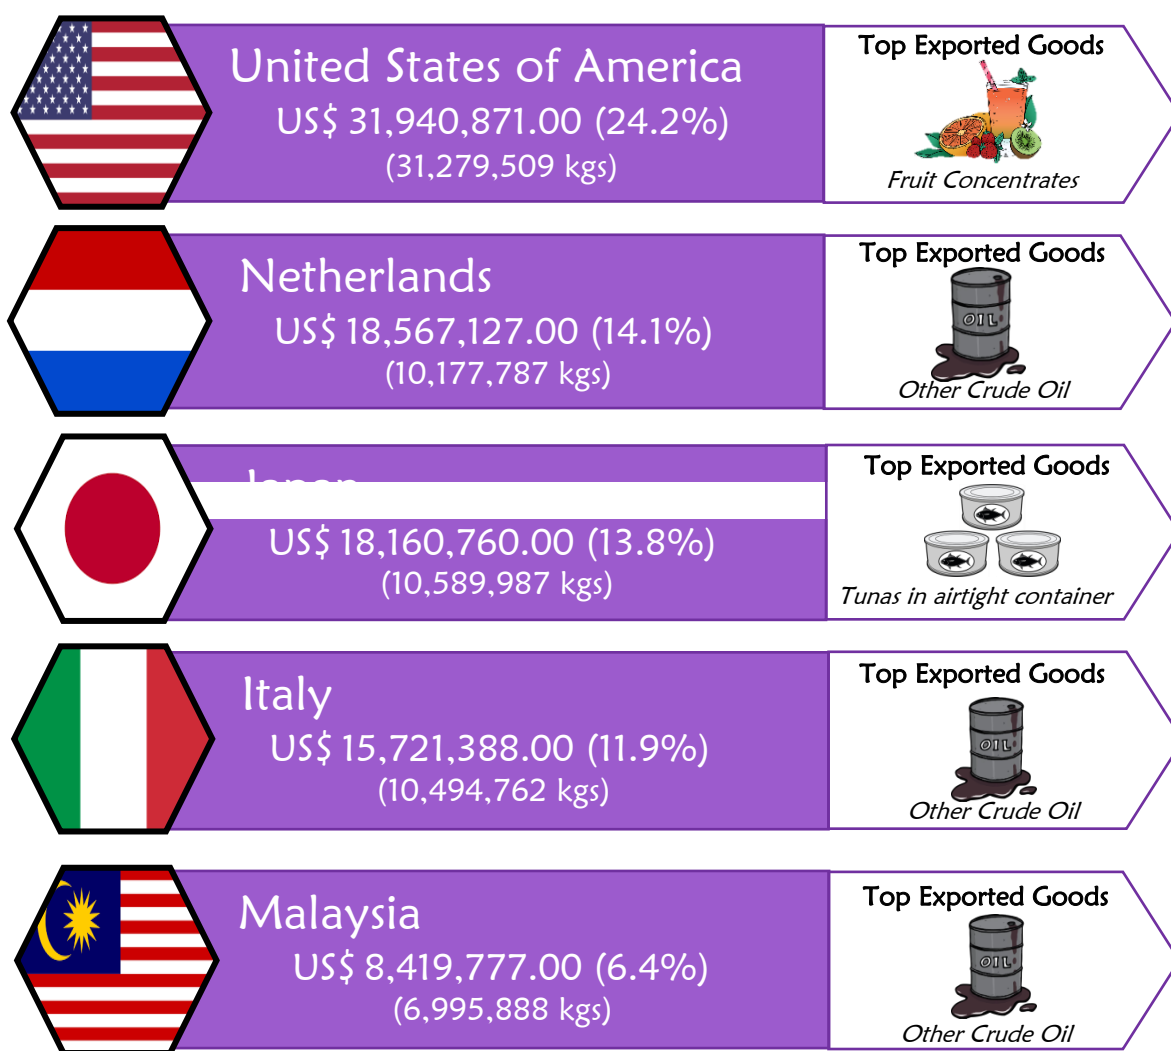 United States of America
US$ 31,940,871.00 (24.2%)
(31,279,509 kgs)
Top Exported Goods
Fruit Concentrates
Netherlands
US$ 18,567,127.00 (14.1%)
(10,177,787 kgs)
Top Exported Goods
OIL
Other Crude Oil
Japan
US$ 18,160,760.00 (13.8%)
(10,589,987 kgs)
Top Exported Goods
Tunas in airtight container
Italy
US$ 15,721,388.00 (11.9%)
(10,494,762 kgs)
Top Exported Goods
OIL
Other Crude Oil
Malaysia
US$ 8,419,777.00 (6.4%)
(6,995,888 kgs)
Top Exported Goods
OIL
Other Crude Oil